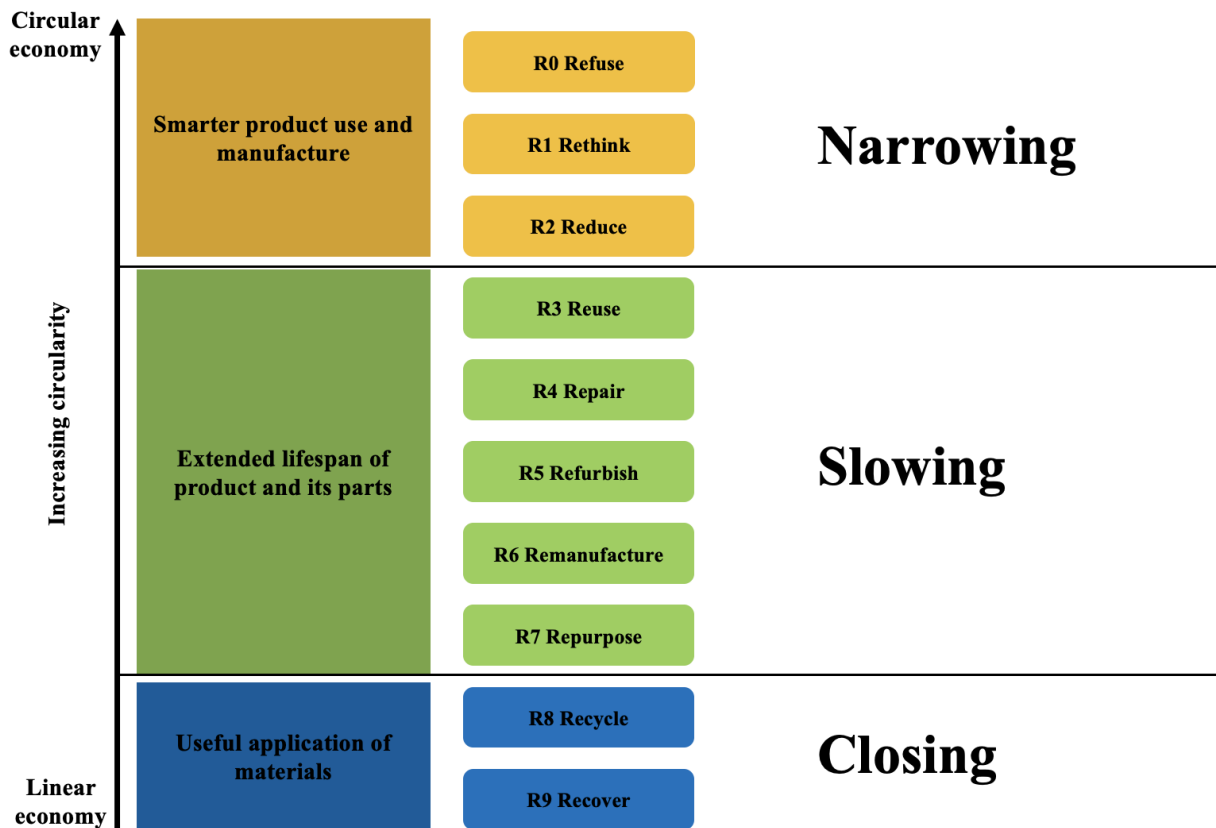 Circular
economy
Smarter product use and
manufacture
R0 Refuse
R1 Rethink
R2 Reduce
Narrowing
Increasing circularity
Extended lifespan of
product and its parts
R3 Reuse
R4 Repair
R5 Refurbish
R6 Remanufacture
R7 Repurpose
Slowing
Useful application of
materials
R8 Recycle
R9 Recover
Closing
Linear
economy